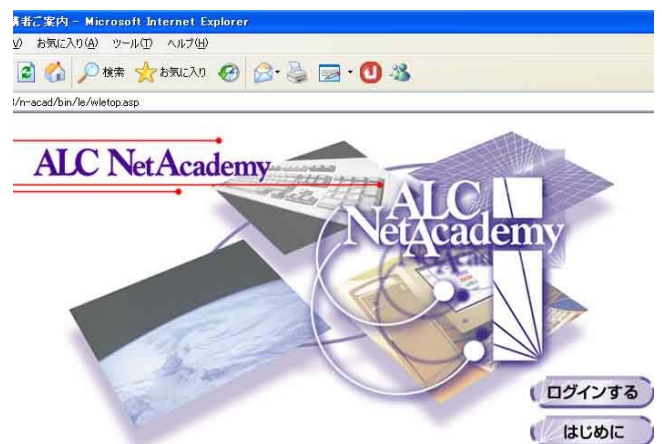 講者ご案内 - Microsoft Internet Explorer
V) お気に入り(A) ツール(T) ヘルプ(H)
検索 お気に入り
/n-acad/bin/le/wletop.asp
ALC NetAcademy
ALC
NetAcademy
ログインする
はじめに